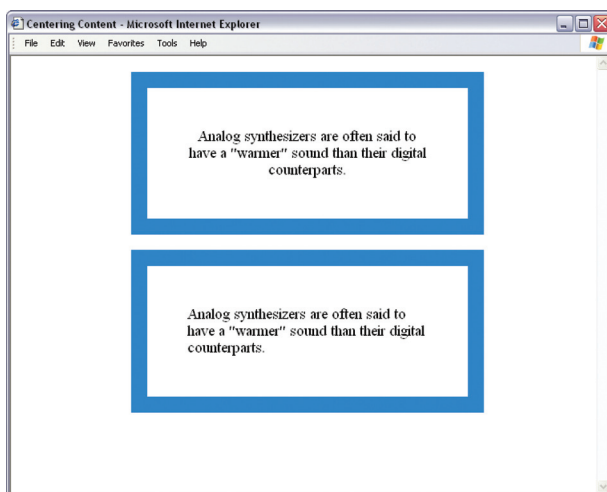 Centering Content - Microsoft Internet Explorer
File Edit View Favorites Tools Help
Analog synthesizers are often said to
have a "warmer" sound than their digital
counterparts.
Analog synthesizers are often said to
have a "warmer" sound than their digital
counterparts.